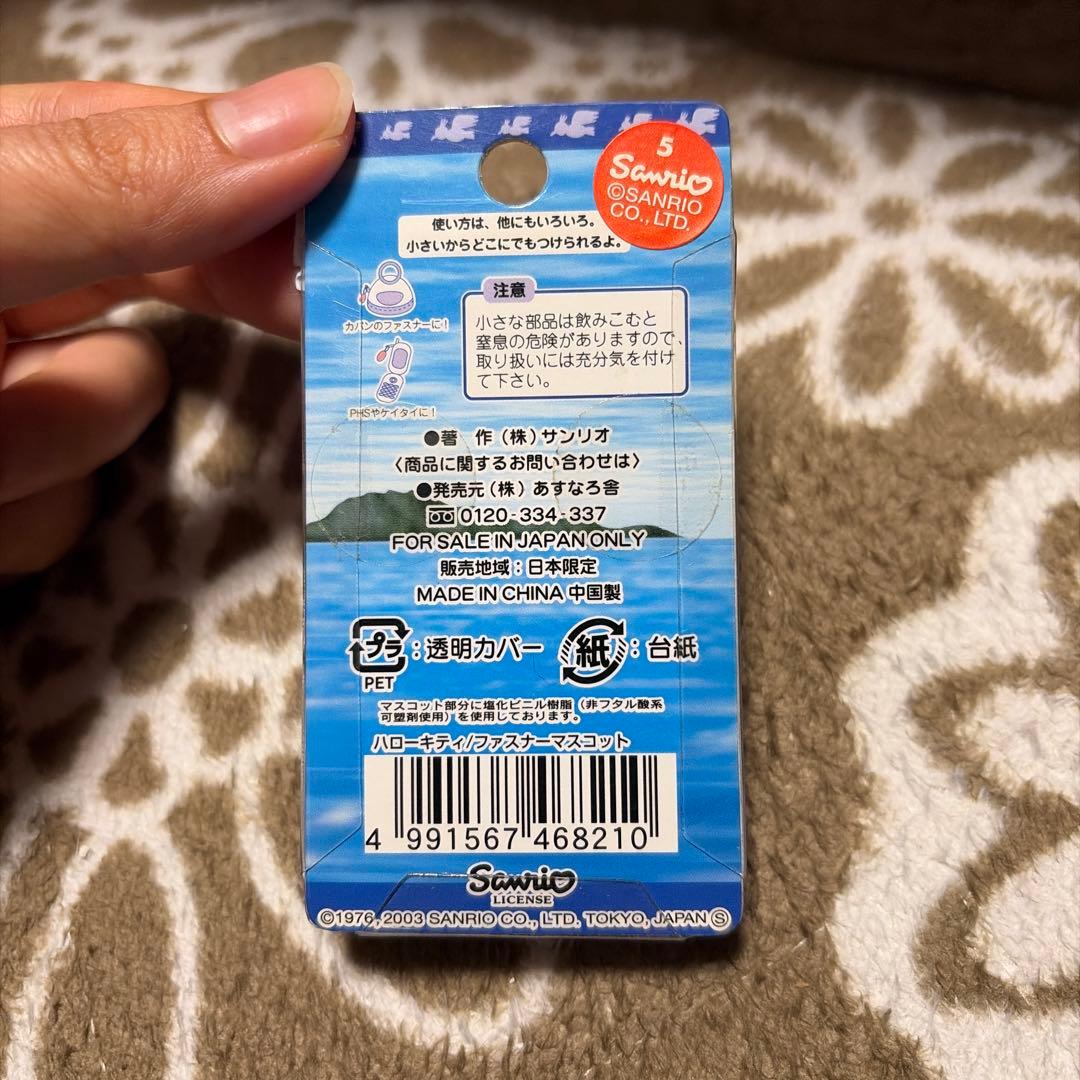 5
Sanrio
©SANRIO
CO., LTD.
使い方は、他にもいろいろ。
小さいからどこにでもつけられるよ。
カバンのファスナーに！
PHSやケイタイに！
注意
小さな部品は飲みこむと
窒息の危険がありますので、
取り扱いには充分気を付け
て下さい。
●著　作（株）サンリオ
〈商品に関するお問い合わせは〉
●発売元（株）あすなろ舎
0120-334-337
FOR SALE IN JAPAN ONLY
販売地域：日本限定
MADE IN CHINA 中国製
プラ：透明カバー 紙：台紙
PET
マスコット部分に塩化ビニル樹脂（非フタル酸系
可塑剤使用）を使用しております。
ハローキティ/ファスナーマスコット
4 991567 468210
Sanrio
LICENSE
©1976, 2003 SANRIO CO., LTD. TOKYO, JAPAN Ⓢ